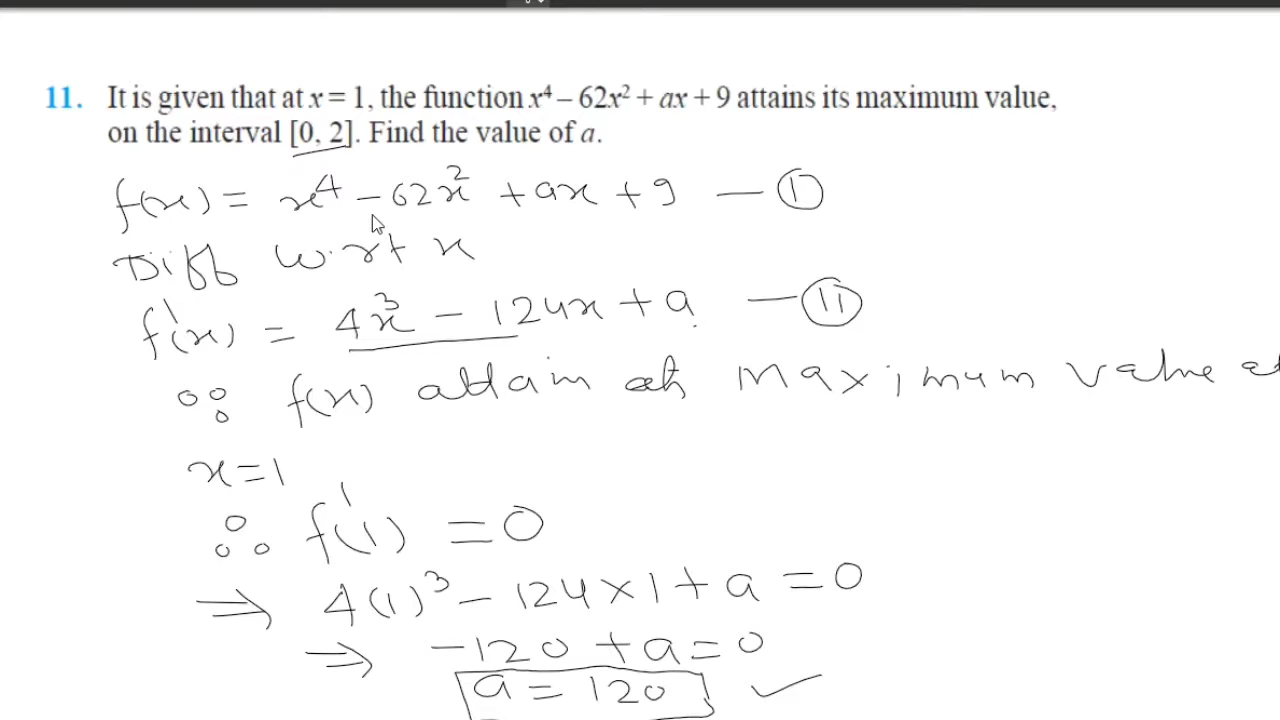 11. It is given that at x = 1, the function x⁴ – 62x² + ax + 9 attains its maximum value,
on the interval [0, 2]. Find the value of a.
f(x) = x⁴ – 62x² + ax + 9 — (I)
Diff w.r.t x
f'(x) = 4x³ – 124x + a — (II)
∵ f(x) attain at maximum value at
x = 1
∴ f'(1) = 0
⇒ 4(1)³ – 124 × 1 + a = 0
⇒ –120 + a = 0
a = 120 ✓